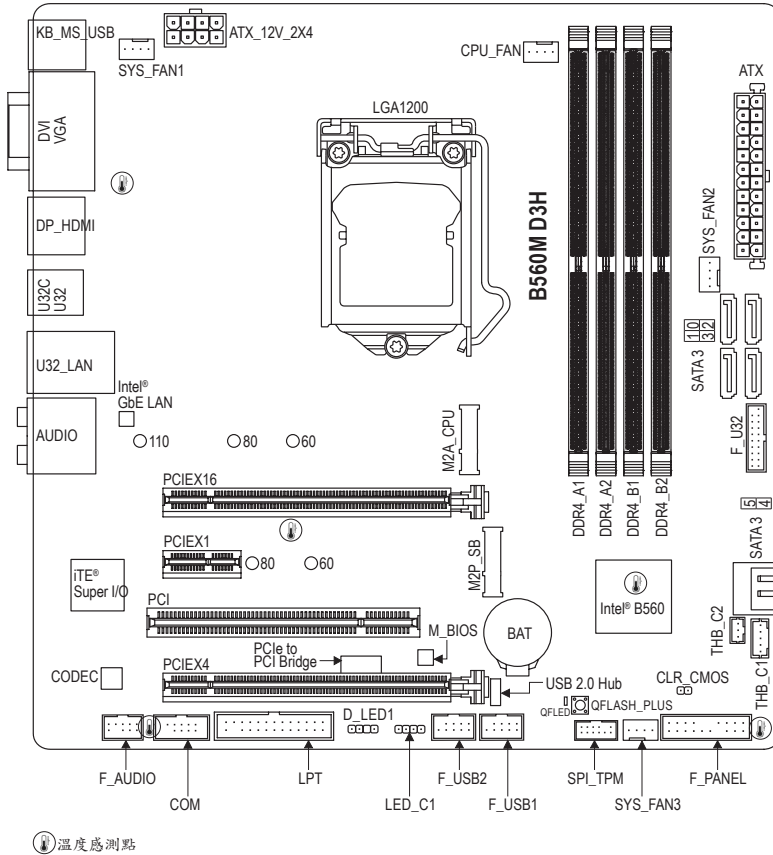 KB_MS_USB
SYS_FAN1
ATX_12V_2X4
CPU_FAN
ATX
LGA1200
DVI
VGA
DP_HDMI
U32C
U32
U32_LAN
AUDIO
Intel®
GbE LAN
B560M D3H
SYS_FAN2
1 0
3 2
SATA3
F_U32
110
80
60
M2A_CPU
DDR4_A1
DDR4_A2
DDR4_B1
DDR4_B2
PCIEX16
PCIEX1
80
60
M2P_SB
5
4
SATA3
iTE®
Super I/O
PCI
Intel® B560
THB_C2
THB_C1
M_BIOS
BAT
PCIe to
PCI Bridge
CODEC
PCIEX4
USB 2.0 Hub
CLR_CMOS
QFLED
QFLASH_PLUS
D_LED1
F_AUDIO
COM
LPT
LED_C1
F_USB2
F_USB1
SPI_TPM
SYS_FAN3
F_PANEL
溫度感測點